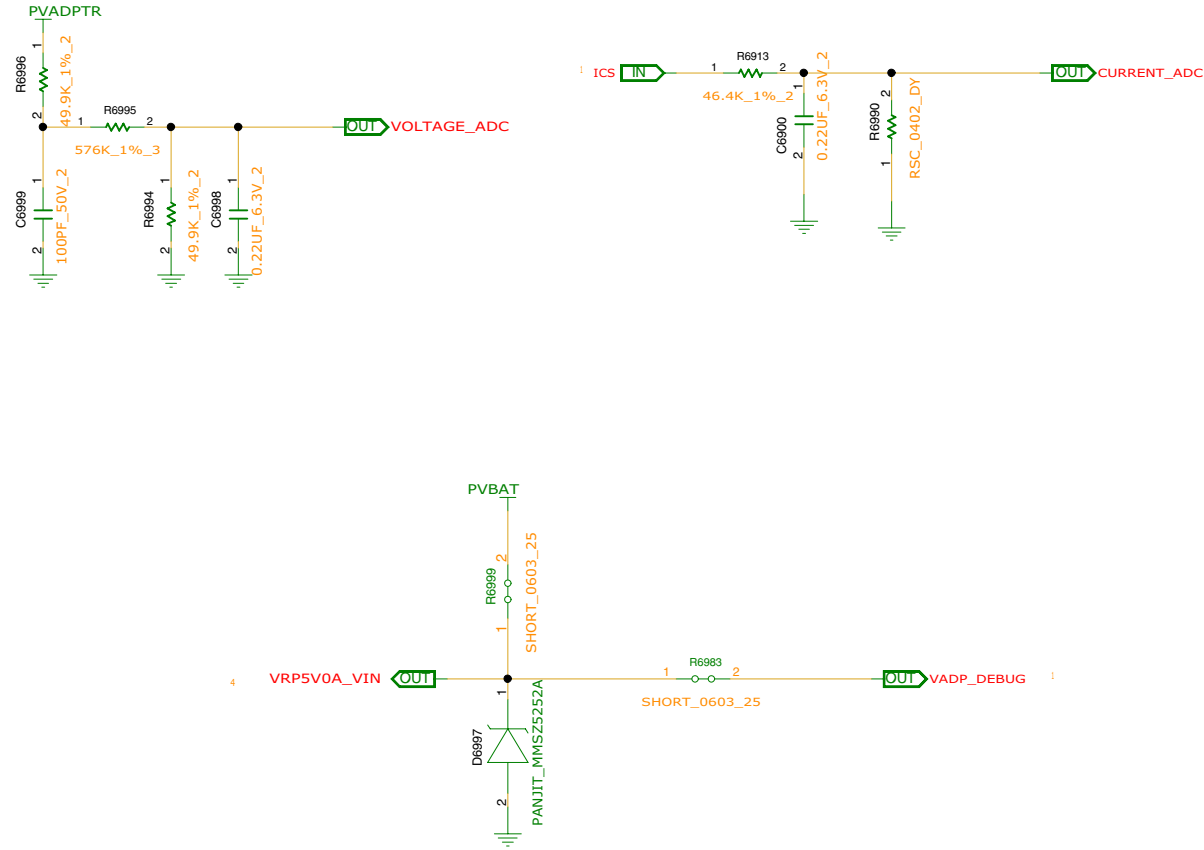 PVADPTR
1
R6996
49.9K_1%_2
2
1
R6995
2
576K_1%_3
OUT
VOLTAGE_ADC
1
C6999
100PF_50V_2
2
1
R6994
49.9K_1%_2
2
1
C6998
0.22UF_6.3V_2
2
1
ICS
IN
1
R6913
2
46.4K_1%_2
1
C6900
0.22UF_6.3V_2
2
2
R6990
RSC_0402_DY
1
OUT
CURRENT_ADC
PVBAT
2
R6999
SHORT_0603_25
1
4
VRP5V0A_VIN
OUT
1
R6983
2
SHORT_0603_25
OUT
VADP_DEBUG
1
1
D6997
PANJIT_MMSZ5252A
2